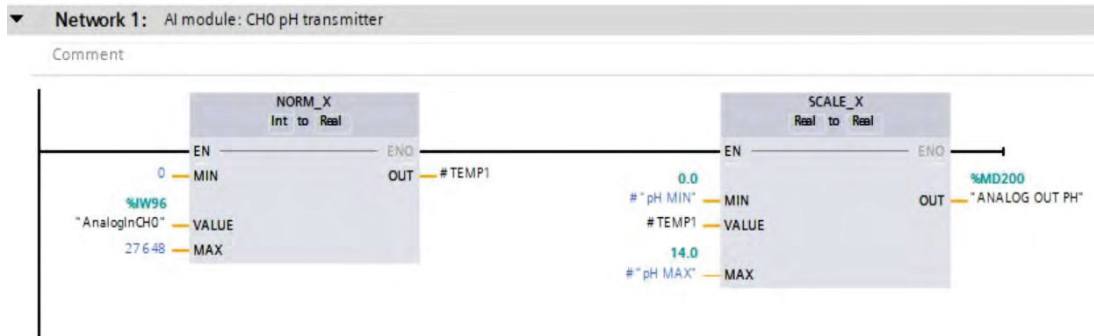 Network 1: AI module: CH0 pH transmitter
Comment
NORM_X
Int to Real
EN ENO
0 MIN OUT #TEMP1
%IW96
"AnalogInCH0" VALUE
27648 MAX
SCALE_X
Real to Real
EN ENO
0.0 %MD200
#"pH MIN" MIN OUT "ANALOG OUT PH"
#TEMP1 VALUE
14.0
#"pH MAX" MAX